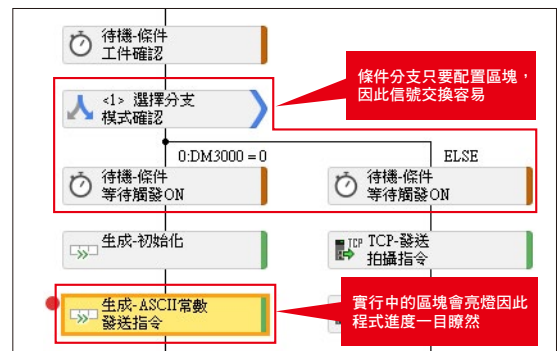 待機-條件
工件確認
條件分支只要配置區塊,
因此信號交換容易
<1> 選擇分支
模式確認
0:DM3000 = 0
ELSE
待機-條件
等待觸發ON
待機-條件
等待觸發ON
生成-初始化
TCP TCP-發送
拍攝指令
生成-ASCII常數
發送指令
實行中的區塊會亮燈因此
程式進度一目瞭然